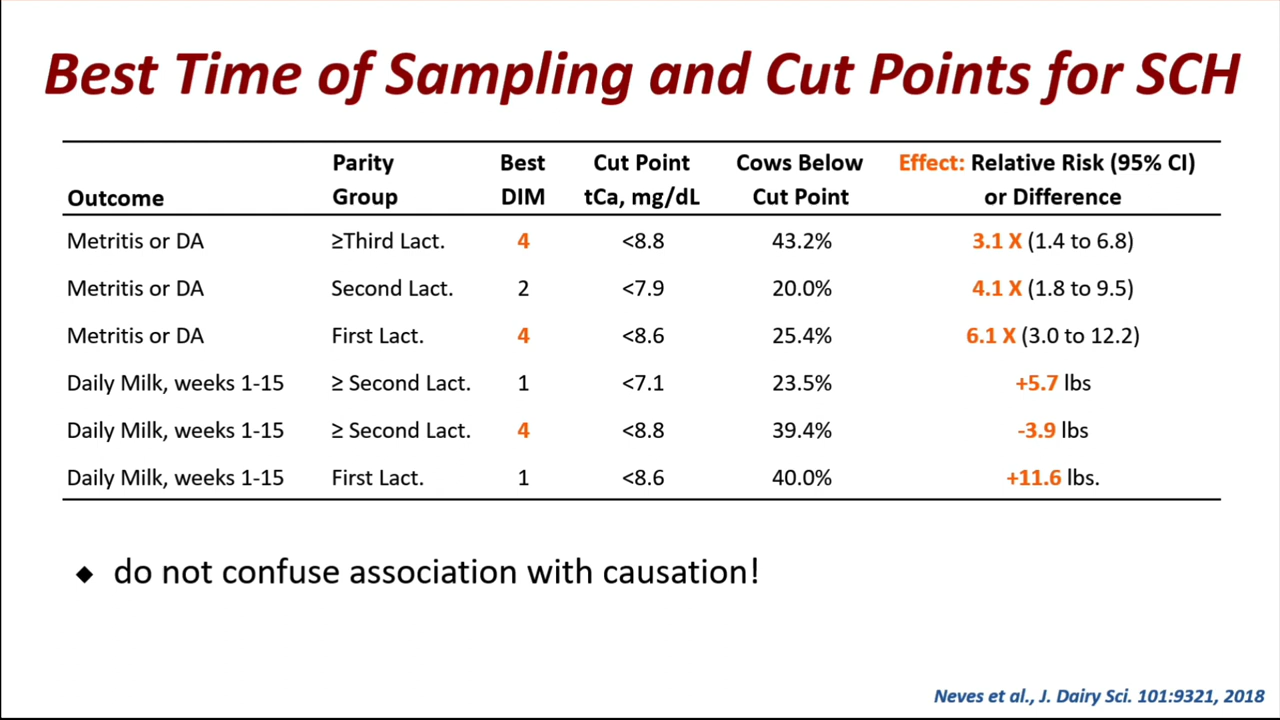 Best Time of Sampling and Cut Points for SCH
Outcome Parity Group Best DIM Cut Point tCa, mg/dL Cows Below Cut Point Effect: Relative Risk (95% CI) or Difference
Metritis or DA ≥Third Lact. 4 <8.8 43.2% 3.1 X (1.4 to 6.8)
Metritis or DA Second Lact. 2 <7.9 20.0% 4.1 X (1.8 to 9.5)
Metritis or DA First Lact. 4 <8.6 25.4% 6.1 X (3.0 to 12.2)
Daily Milk, weeks 1-15 ≥ Second Lact. 1 <7.1 23.5% +5.7 lbs
Daily Milk, weeks 1-15 ≥ Second Lact. 4 <8.8 39.4% -3.9 lbs
Daily Milk, weeks 1-15 First Lact. 1 <8.6 40.0% +11.6 lbs.
◆ do not confuse association with causation!
Neves et al., J. Dairy Sci. 101:9321, 2018